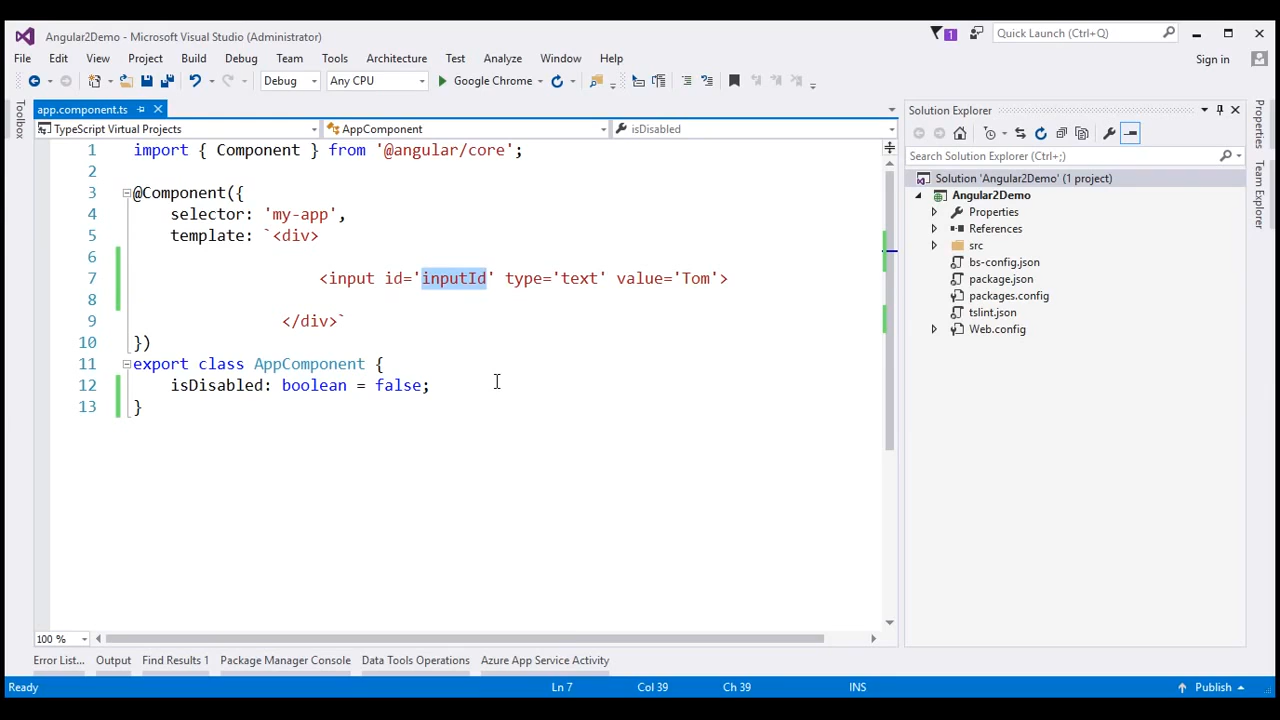 Angular2Demo - Microsoft Visual Studio (Administrator)
1
Quick Launch (Ctrl+Q)
File Edit View Project Build Debug Team Tools Architecture Test Analyze Window Help
Sign in
Debug Any CPU Google Chrome
Toolbox
app.component.ts
TypeScript Virtual Projects AppComponent isDisabled
1 import { Component } from '@angular/core';
2
3 @Component({
4 selector: 'my-app',
5 template: `<div>
6
7 <input id='inputId' type='text' value='Tom'>
8
9 </div>`
10 })
11 export class AppComponent {
12 isDisabled: boolean = false;
13 }
100 %
Solution Explorer
Search Solution Explorer (Ctrl+;)
Solution 'Angular2Demo' (1 project)
Angular2Demo
Properties
References
src
bs-config.json
package.json
packages.config
tslint.json
Web.config
Properties
Team Explorer
Error List... Output Find Results 1 Package Manager Console Data Tools Operations Azure App Service Activity
Ready Ln 7 Col 39 Ch 39 INS Publish